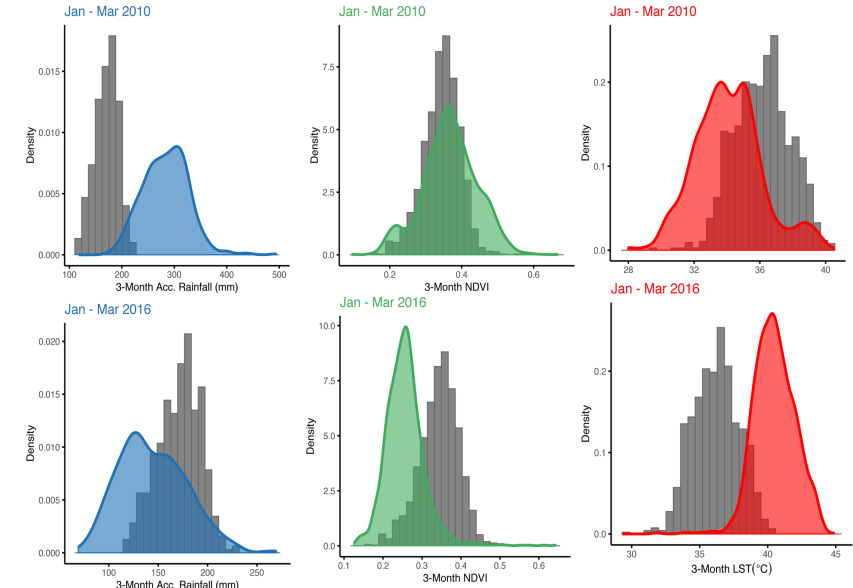 Jan - Mar 2010
Jan - Mar 2010
Jan - Mar 2010
Density
0.015
0.010
0.005
0.000
100 200 300 400 500
3-Month Acc. Rainfall (mm)
Density
7.5
5.0
2.5
0.0
0.2 0.4 0.6
3-Month NDVI
Density
0.2
0.1
0.0
28 32 36 40
Jan - Mar 2016
Jan - Mar 2016
Jan - Mar 2016
Density
0.020
0.015
0.010
0.005
0.000
100 150 200 250
3-Month Acc. Rainfall (mm)
Density
10.0
7.5
5.0
2.5
0.0
0.1 0.2 0.3 0.4 0.5 0.6
3-Month NDVI
Density
0.2
0.1
0.0
30 35 40 45
3-Month LST(°C)